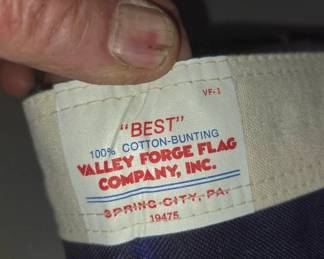 VF-1
"BEST"
100% COTTON-BUNTING
VALLEY FORGE FLAG
COMPANY, INC.
SPRING CITY, PA.
19475